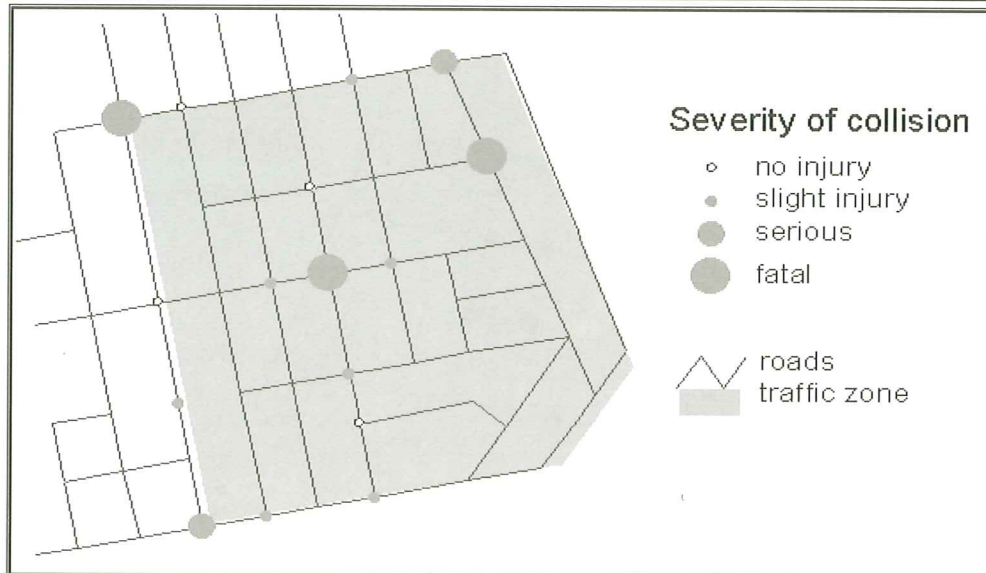 Severity of collision
no injury
slight injury
serious
fatal
roads
traffic zone